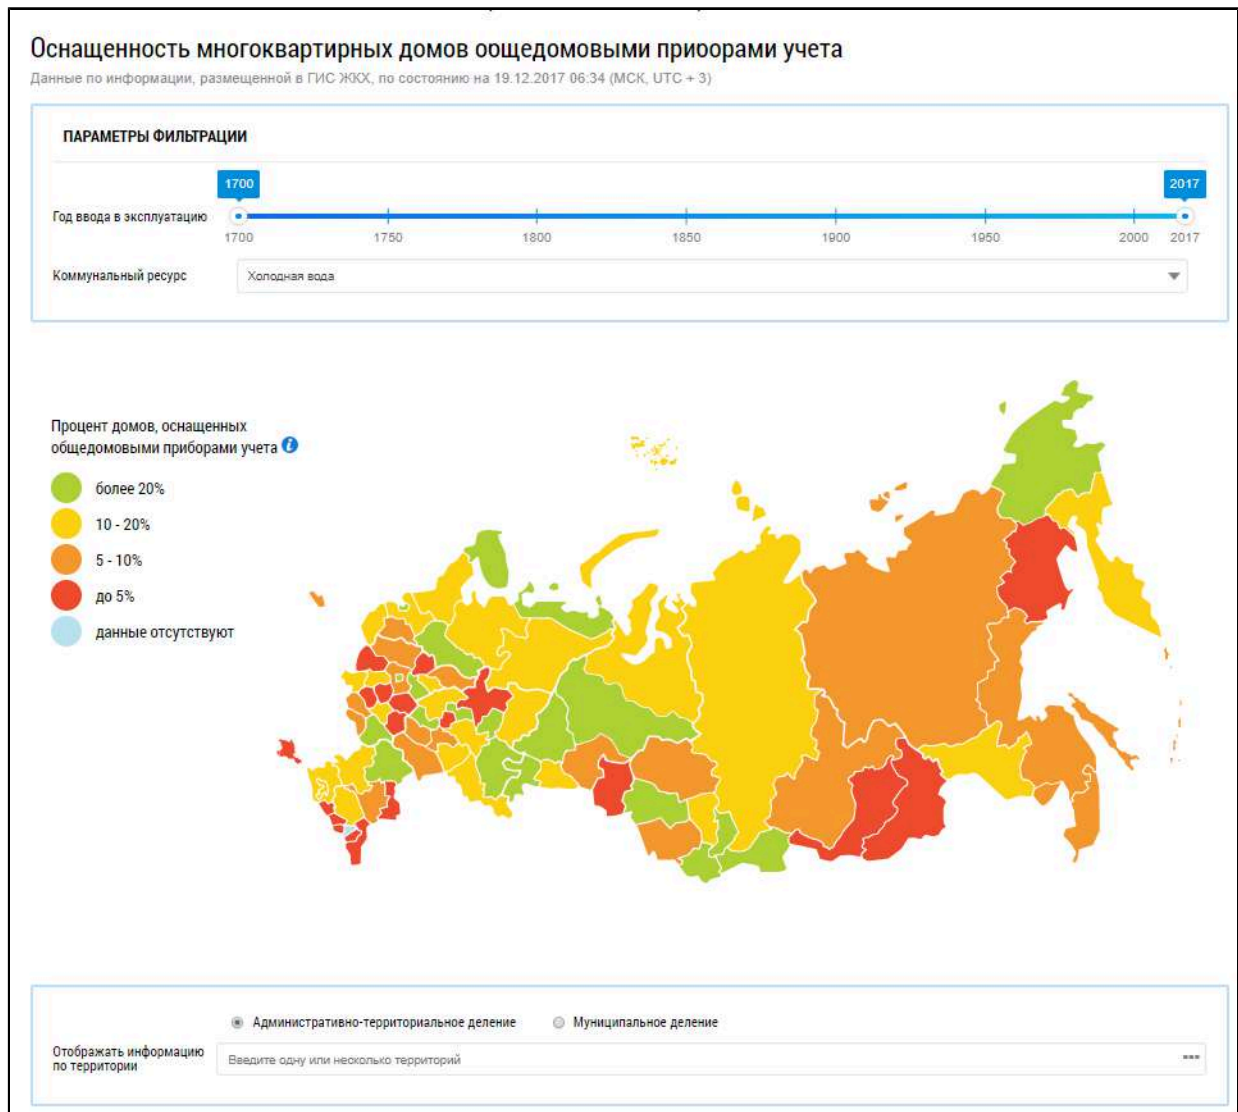 Оснащенность многоквартирных домов общедомовыми приборами учета
Данные по информации, размещенной в ГИС ЖКХ, по состоянию на 19.12.2017 06:34 (МСК, UTC + 3)
ПАРАМЕТРЫ ФИЛЬТРАЦИИ
1700 2017
Год ввода в эксплуатацию
1700 1750 1800 1850 1900 1950 2000 2017
Коммунальный ресурс Холодная вода
Процент домов, оснащенных
общедомовыми приборами учета
более 20%
10 - 20%
5 - 10%
до 5%
данные отсутствуют
Административно-территориальное деление Муниципальное деление
Отображать информацию
по территории
Введите одну или несколько территорий